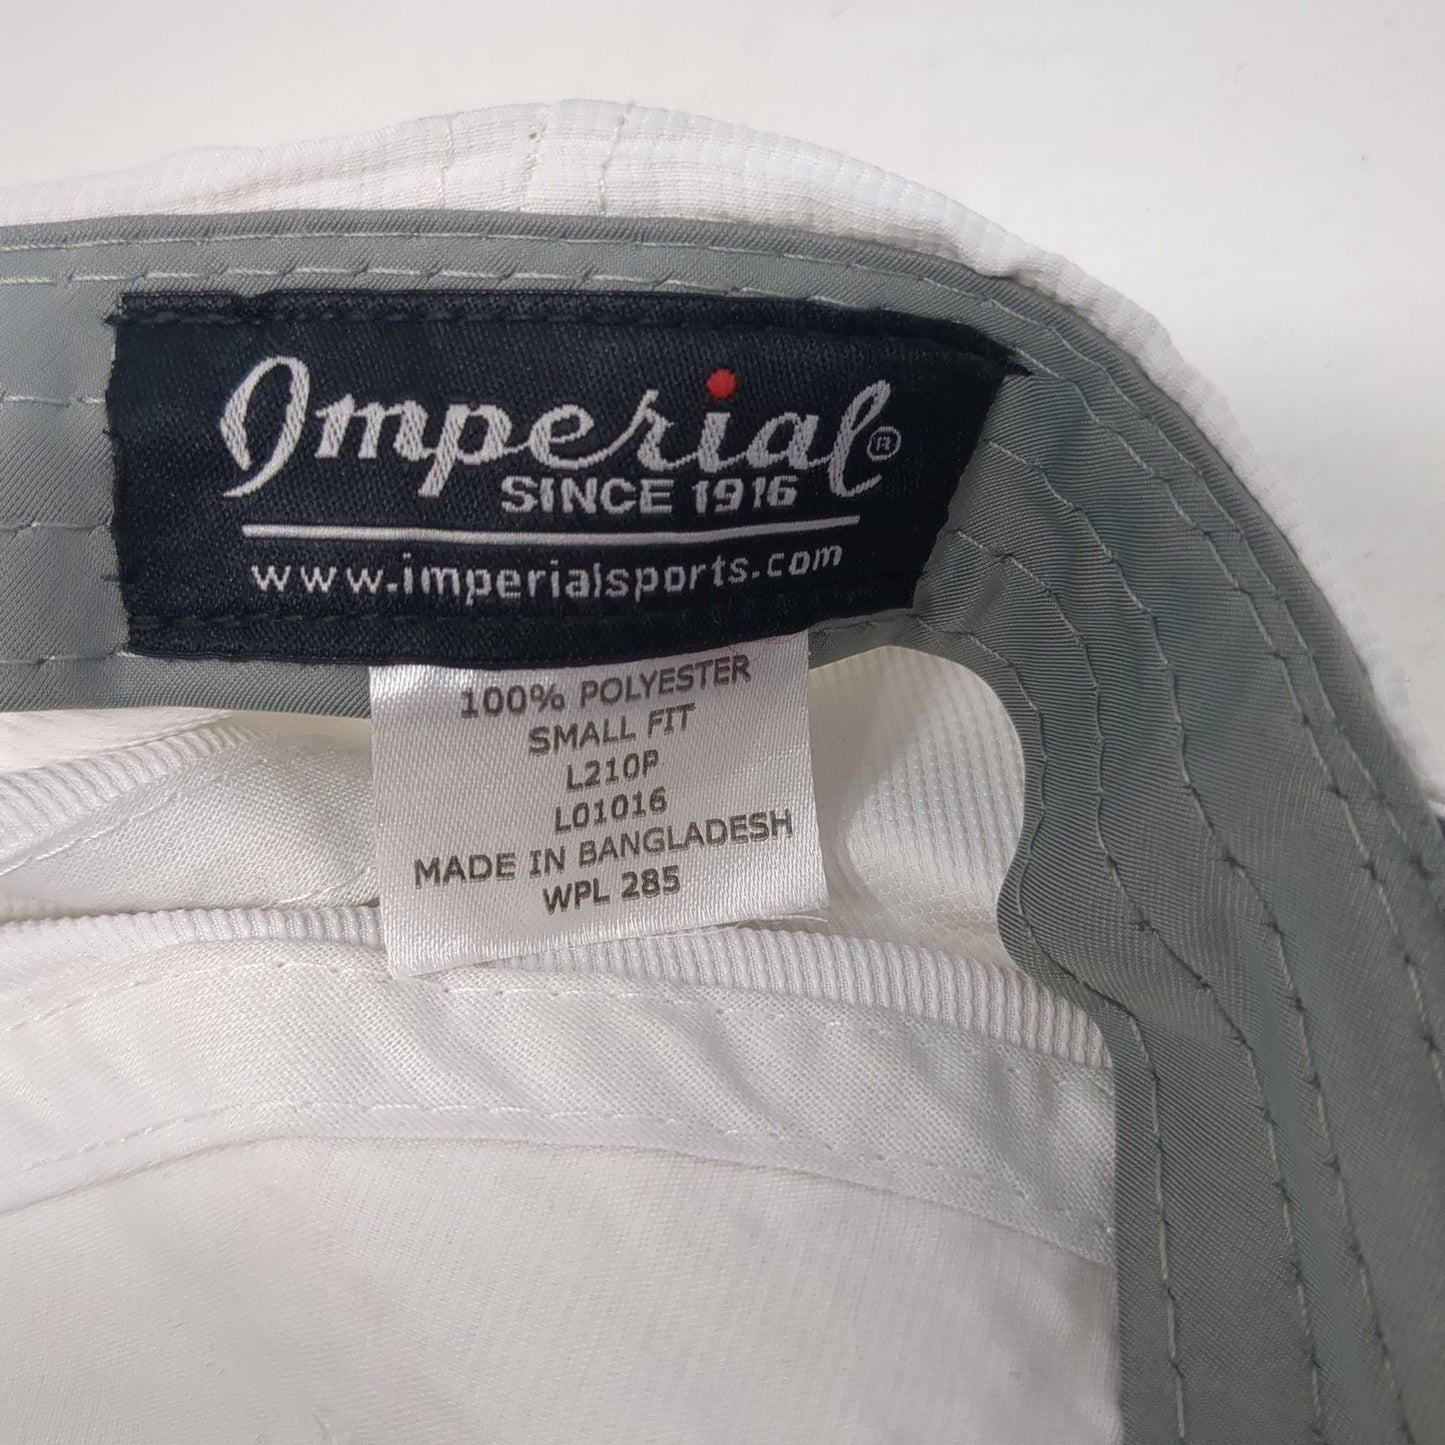 Imperial®
SINCE 1916
www.imperialsports.com
100% POLYESTER
SMALL FIT
L210P
L01016
MADE IN BANGLADESH
WPL 285